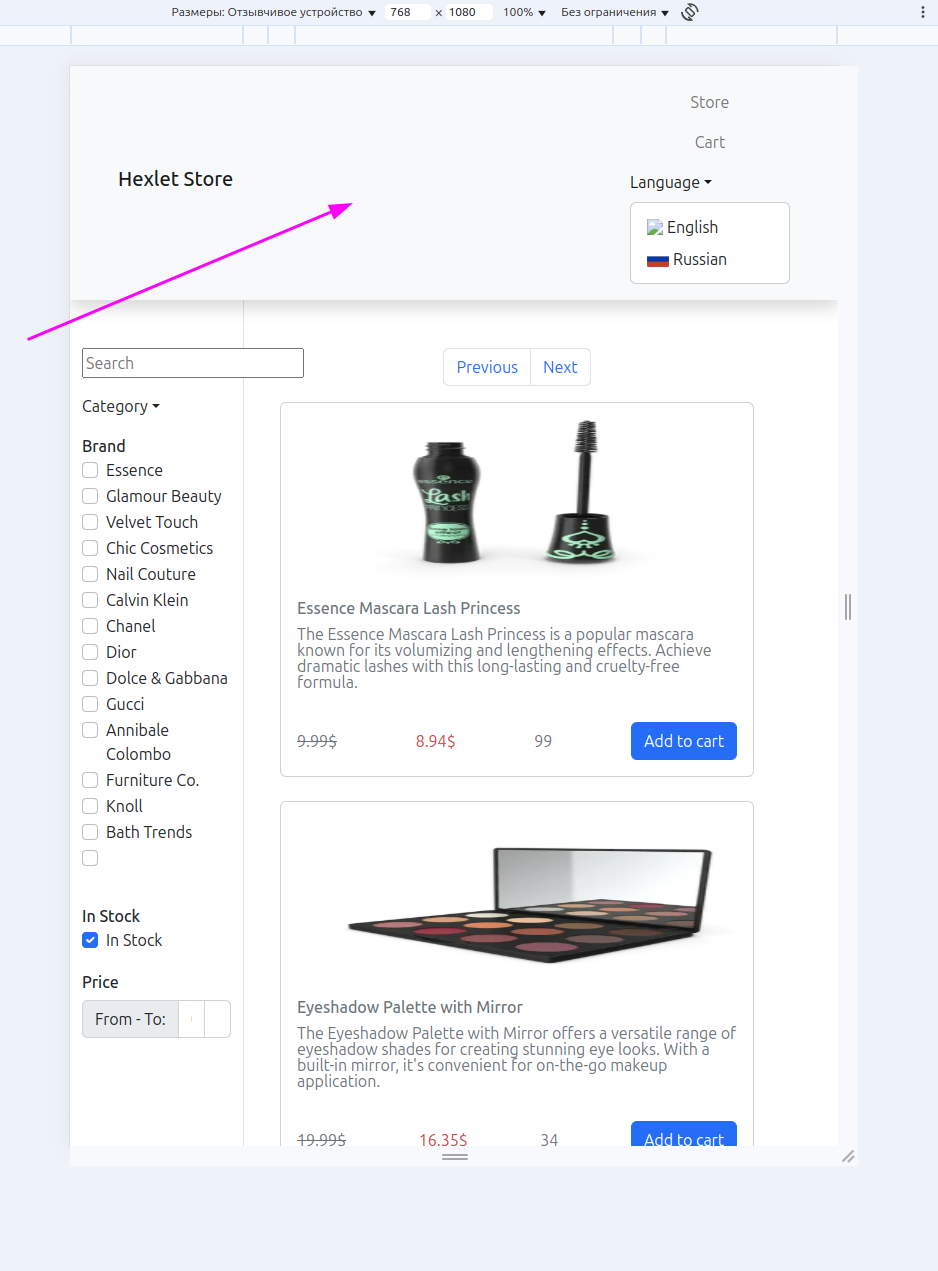 Размеры: Отзывчивое устройство 768 x 1080 100% Без ограничения
Store
Cart
Hexlet Store
Language
English
Russian
Search
Previous Next
Category
Brand
Essence
Glamour Beauty
Velvet Touch
Chic Cosmetics
Nail Couture
Calvin Klein
Chanel
Dior
Dolce & Gabbana
Gucci
Annibale
Colombo
Furniture Co.
Knoll
Bath Trends
In Stock
In Stock
Price
From - To:
essence
Lash
PRINCESS
Essence Mascara Lash Princess
The Essence Mascara Lash Princess is a popular mascara
known for its volumizing and lengthening effects. Achieve
dramatic lashes with this long-lasting and cruelty-free
formula.
9.99$ 8.94$ 99 Add to cart
Eyeshadow Palette with Mirror
The Eyeshadow Palette with Mirror offers a versatile range of
eyeshadow shades for creating stunning eye looks. With a
built-in mirror, it's convenient for on-the-go makeup
application.
19.99$ 16.35$ 34 Add to cart